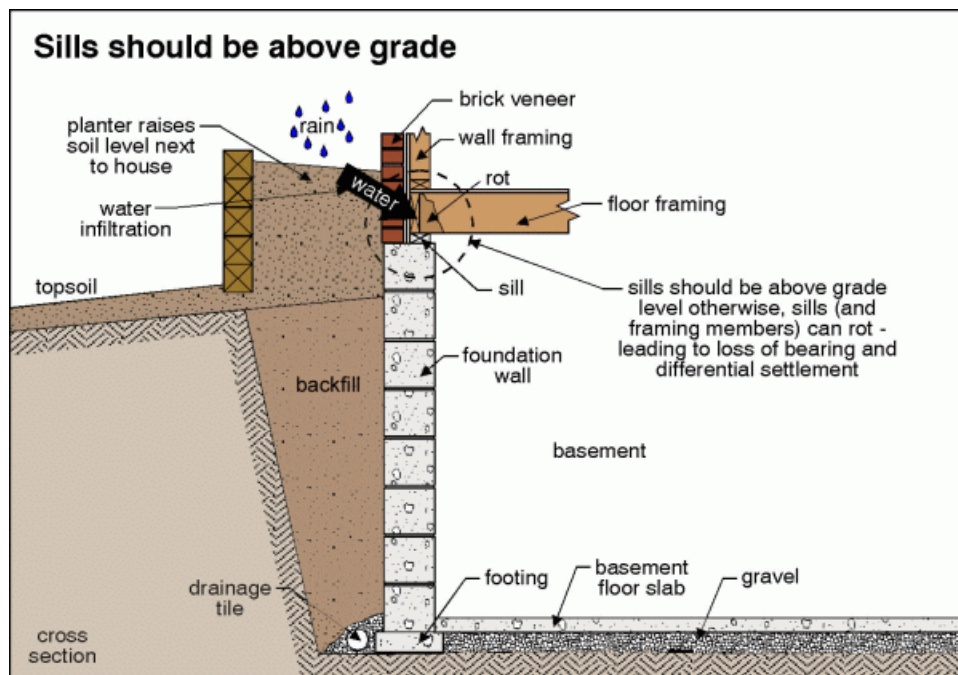 Sills should be above grade
brick veneer
rain
planter raises
soil level next
to house
wall framing
water
rot
water
infiltration
floor framing
topsoil
sill
sills should be above grade
level otherwise, sills (and
framing members) can rot -
leading to loss of bearing and
differential settlement
foundation
wall
backfill
basement
drainage
tile
footing
basement
floor slab
gravel
cross
section